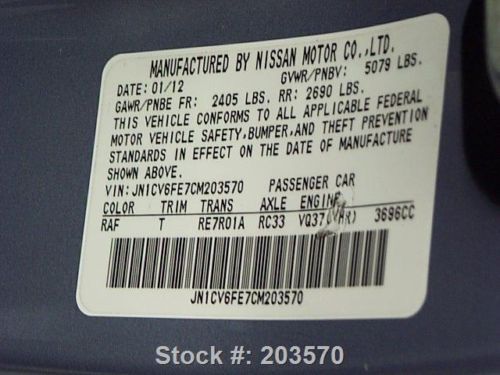 MANUFACTURED BY NISSAN MOTOR CO.,LTD.
DATE: 01/12 GVWR/PNBV: 5079 LBS.
GAWR/PNBE FR: 2405 LBS. RR: 2690 LBS.
THIS VEHICLE CONFORMS TO ALL APPLICABLE FEDERAL
MOTOR VEHICLE SAFETY,BUMPER,AND THEFT PREVENTION
STANDARDS IN EFFECT ON THE DATE OF MANUFACTURE
SHOWN ABOVE.
VIN:JN1CV6FE7CM203570 PASSENGER CAR
COLOR TRIM TRANS AXLE ENGINE
RAF T RE7R01A RC33 VQ37(VHR) 3696CC
JN1CV6FE7CM203570
Stock #: 203570